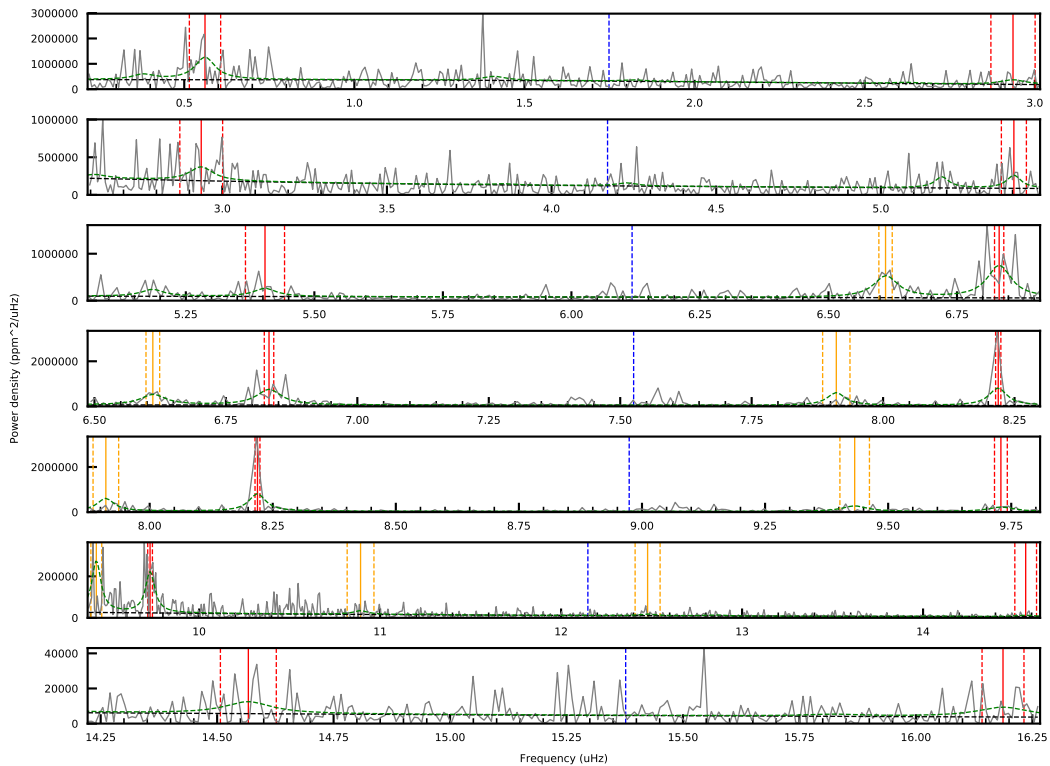 3000000
2000000
1000000
0
0.5 1.0 1.5 2.0 2.5 3.0
1000000
500000
0
3.0 3.5 4.0 4.5 5.0
1000000
0
5.25 5.50 5.75 6.00 6.25 6.50 6.75
2000000
0
6.50 6.75 7.00 7.25 7.50 7.75 8.00 8.25
Power density (ppm^2/uHz)
2000000
0
8.00 8.25 8.50 8.75 9.00 9.25 9.50 9.75
200000
0
10 11 12 13 14
40000
20000
0
14.25 14.50 14.75 15.00 15.25 15.50 15.75 16.00 16.25
Frequency (uHz)